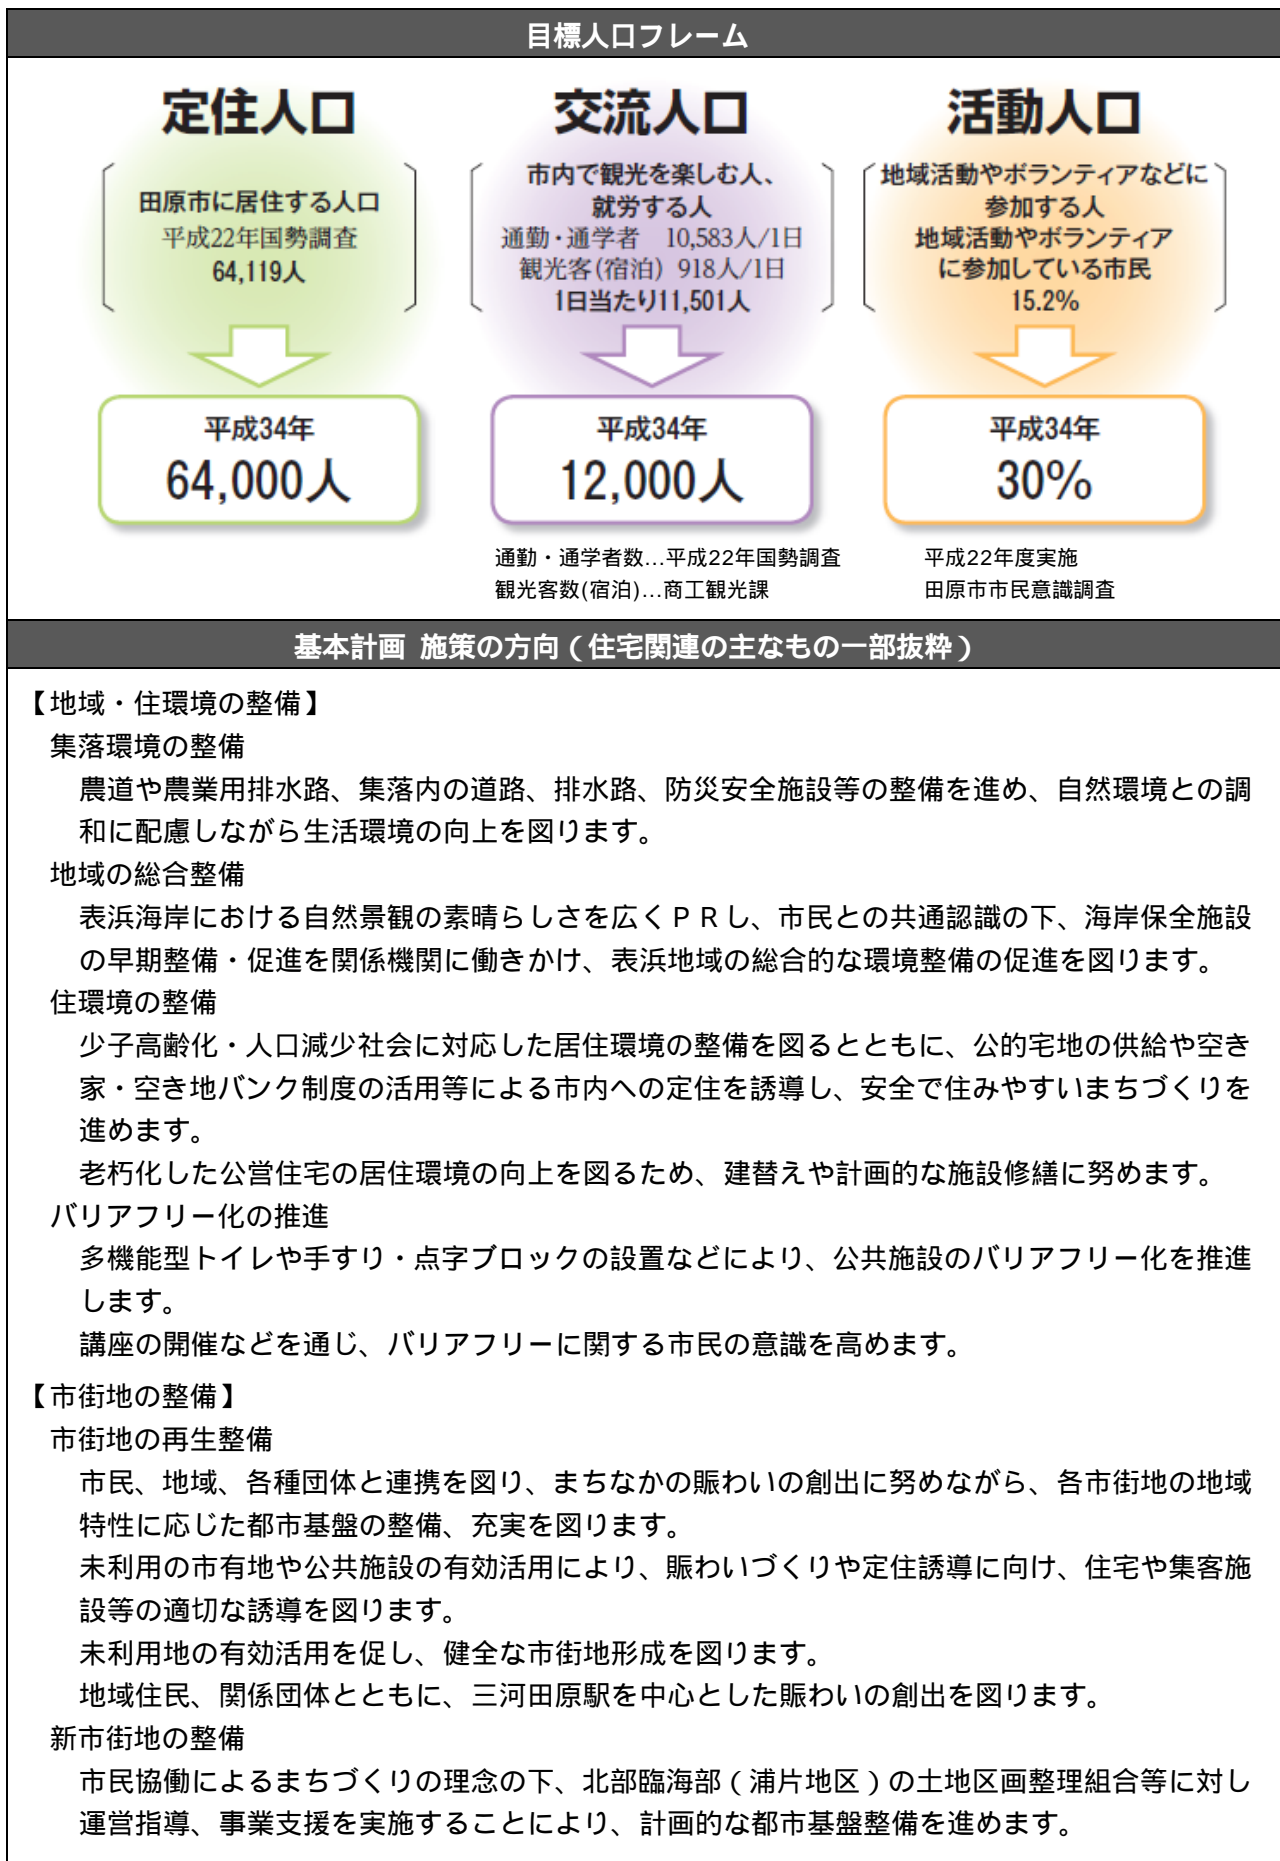 目標人口フレーム
定住人口
田原市に居住する人口
平成22年国勢調査
64,119人
平成34年
64,000人
交流人口
市内で観光を楽しむ人、
就労する人
通勤・通学者 10,583人/1日
観光客(宿泊) 918人/1日
1日当たり11,501人
平成34年
12,000人
通勤・通学者数…平成22年国勢調査
観光客数(宿泊)…商工観光課
活動人口
地域活動やボランティアなどに
参加する人
地域活動やボランティア
に参加している市民
15.2%
平成34年
30%
平成22年度実施
田原市市民意識調査
基本計画 施策の方向(住宅関連の主なもの一部抜粋)
【地域・住環境の整備】
集落環境の整備
農道や農業用排水路、集落内の道路、排水路、防災安全施設等の整備を進め、自然環境との調
和に配慮しながら生活環境の向上を図ります。
地域の総合整備
表浜海岸における自然景観の素晴らしさを広くPRし、市民との共通認識の下、海岸保全施設
の早期整備・促進を関係機関に働きかけ、表浜地域の総合的な環境整備の促進を図ります。
住環境の整備
少子高齢化・人口減少社会に対応した居住環境の整備を図るとともに、公的宅地の供給や空き
家・空き地バンク制度の活用等による市内への定住を誘導し、安全で住みやすいまちづくりを
進めます。
老朽化した公営住宅の居住環境の向上を図るため、建替えや計画的な施設修繕に努めます。
バリアフリー化の推進
多機能型トイレや手すり・点字ブロックの設置などにより、公共施設のバリアフリー化を推進
します。
講座の開催などを通じ、バリアフリーに関する市民の意識を高めます。
【市街地の整備】
市街地の再生整備
市民、地域、各種団体と連携を図り、まちなかの賑わいの創出に努めながら、各市街地の地域
特性に応じた都市基盤の整備、充実を図ります。
未利用の市有地や公共施設の有効活用により、賑わいづくりや定住誘導に向け、住宅や集客施
設等の適切な誘導を図ります。
未利用地の有効活用を促し、健全な市街地形成を図ります。
地域住民、関係団体とともに、三河田原駅を中心とした賑わいの創出を図ります。
新市街地の整備
市民協働によるまちづくりの理念の下、北部臨海部(浦片地区)の土地区画整理組合等に対し
運営指導、事業支援を実施することにより、計画的な都市基盤整備を進めます。